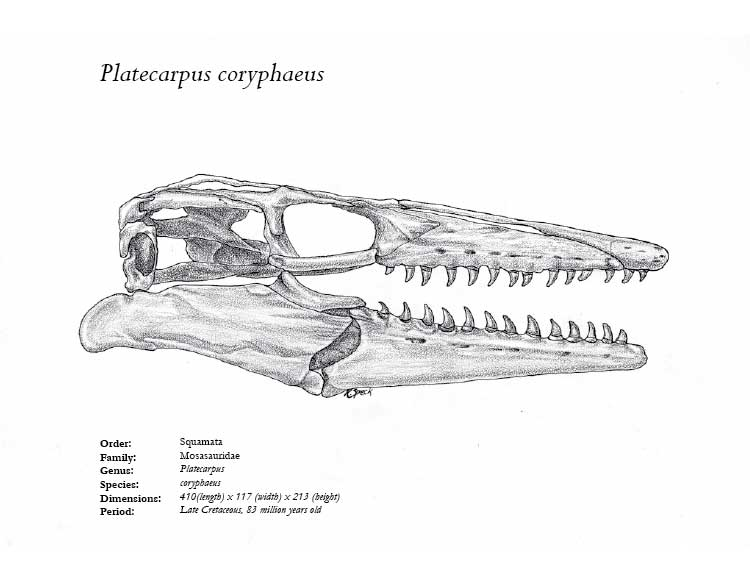 Platecarpus coryphaeus
KSPECK
Order: Squamata
Family: Mosasauridae
Genus: Platecarpus
Species: coryphaeus
Dimensions: 410(length) x 117 (width) x 213 (height)
Period: Late Cretaceous, 83 million years old